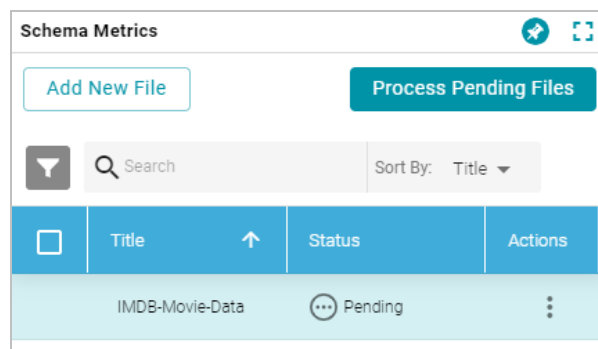 Schema Metrics
Add New File
Process Pending Files
Search
Sort By: Title
Title Status Actions
IMDB-Movie-Data Pending